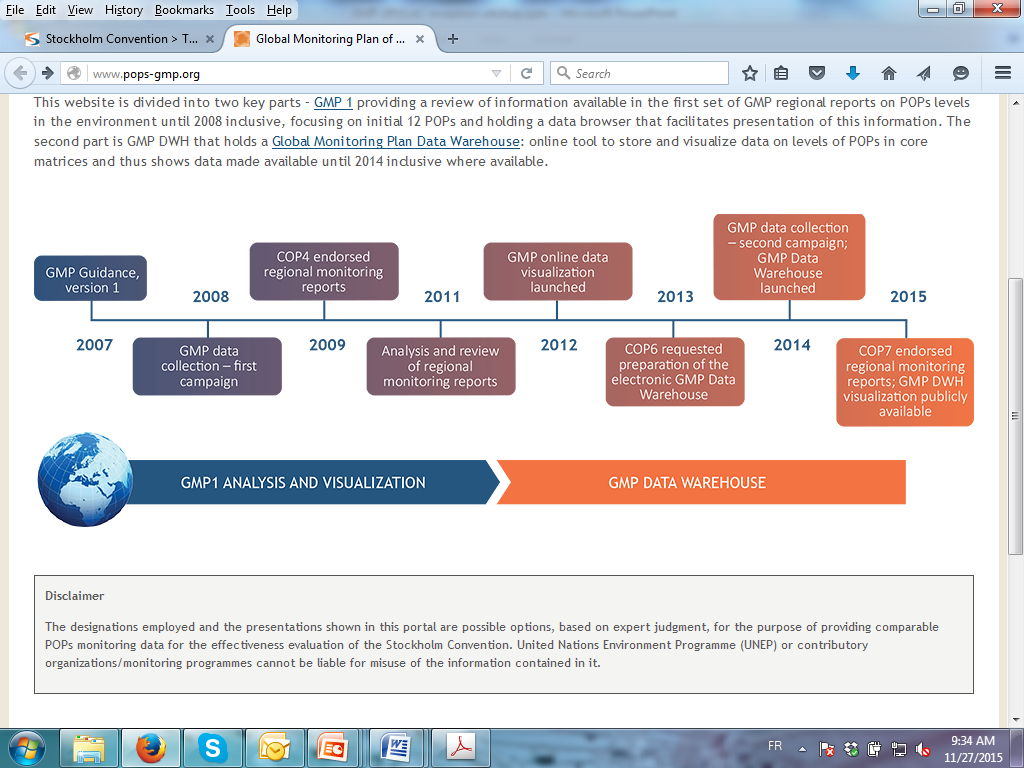 File Edit View History Bookmarks Tools Help
Stockholm Convention > T...
Global Monitoring Plan of ...
www.pops-gmp.org
Search
This website is divided into two key parts - GMP 1 providing a review of information available in the first set of GMP regional reports on POPs levels
in the environment until 2008 inclusive, focusing on initial 12 POPs and holding a data browser that facilitates presentation of this information. The
second part is GMP DWH that holds a Global Monitoring Plan Data Warehouse: online tool to store and visualize data on levels of POPs in core
matrices and thus shows data made available until 2014 inclusive where available.
GMP Guidance,
version 1
2007
2008
GMP data
collection – first
campaign
COP4 endorsed
regional monitoring
reports
2009
2011
Analysis and review
of regional
monitoring reports
GMP online data
visualization
launched
2012
2013
COP6 requested
preparation of the
electronic GMP Data
Warehouse
GMP data collection
– second campaign;
GMP Data
Warehouse
launched
2014
2015
COP7 endorsed
regional monitoring
reports; GMP DWH
visualization publicly
available
GMP1 ANALYSIS AND VISUALIZATION
GMP DATA WAREHOUSE
Disclaimer
The designations employed and the presentations shown in this portal are possible options, based on expert judgment, for the purpose of providing comparable
POPs monitoring data for the effectiveness evaluation of the Stockholm Convention. United Nations Environment Programme (UNEP) or contributory
organizations/monitoring programmes cannot be liable for misuse of the information contained in it.
FR
9:34 AM
11/27/2015